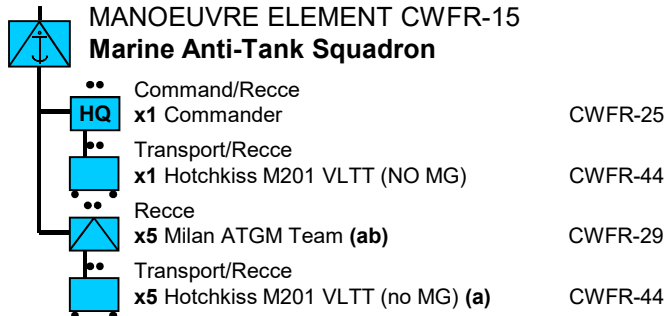 MANOEUVRE ELEMENT CWFR-15
Marine Anti-Tank Squadron
Command/Recce
HQ x1 Commander CWFR-25
Transport/Recce
x1 Hotchkiss M201 VLTT (NO MG) CWFR-44
Recce
x5 Milan ATGM Team (ab) CWFR-29
Transport/Recce
x5 Hotchkiss M201 VLTT (no MG) (a) CWFR-44